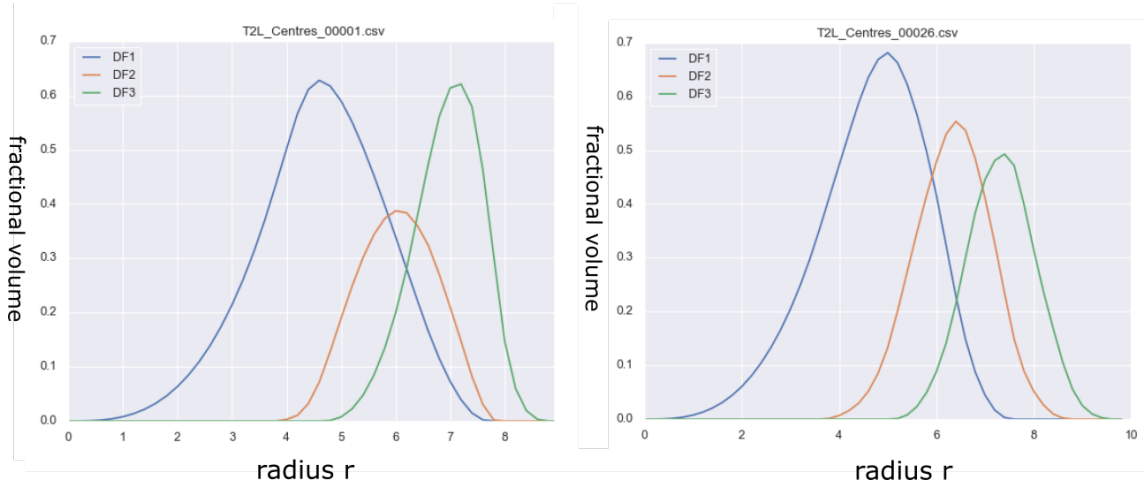 T2L_Centres_00001.csv
0.7
0.6
0.5
0.4
0.3
0.2
0.1
0.0
DF1
DF2
DF3
fractional volume
0 1 2 3 4 5 6 7 8
radius r
T2L_Centres_00026.csv
0.7
0.6
0.5
0.4
0.3
0.2
0.1
0.0
DF1
DF2
DF3
fractional volume
0 2 4 6 8 10
radius r